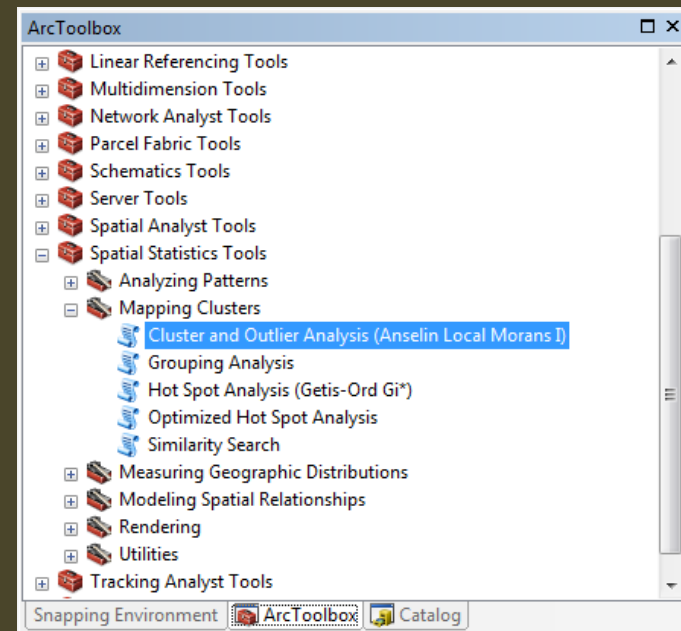 ArcToolbox
Linear Referencing Tools
Multidimension Tools
Network Analyst Tools
Parcel Fabric Tools
Schematics Tools
Server Tools
Spatial Analyst Tools
Spatial Statistics Tools
Analyzing Patterns
Mapping Clusters
Cluster and Outlier Analysis (Anselin Local Morans I)
Grouping Analysis
Hot Spot Analysis (Getis-Ord Gi*)
Optimized Hot Spot Analysis
Similarity Search
Measuring Geographic Distributions
Modeling Spatial Relationships
Rendering
Utilities
Tracking Analyst Tools
Snapping Environment ArcToolbox Catalog